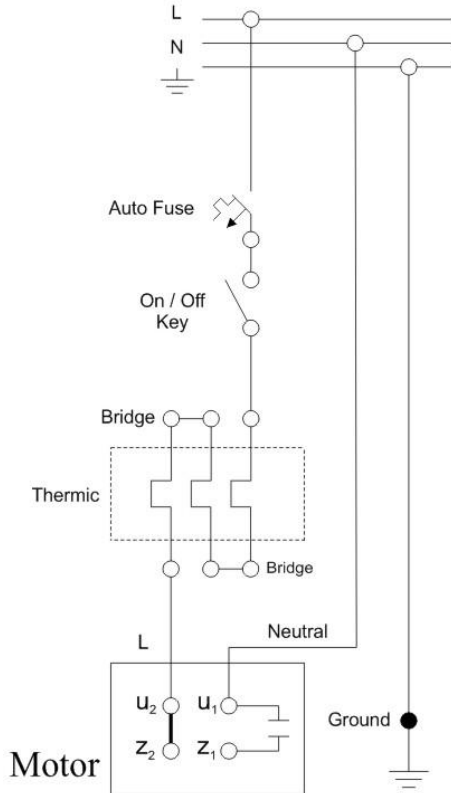 L
N
Auto Fuse
On / Off
Key
Bridge
Thermic
Bridge
L
Neutral
u₂ u₁
z₂ z₁
Ground
Motor